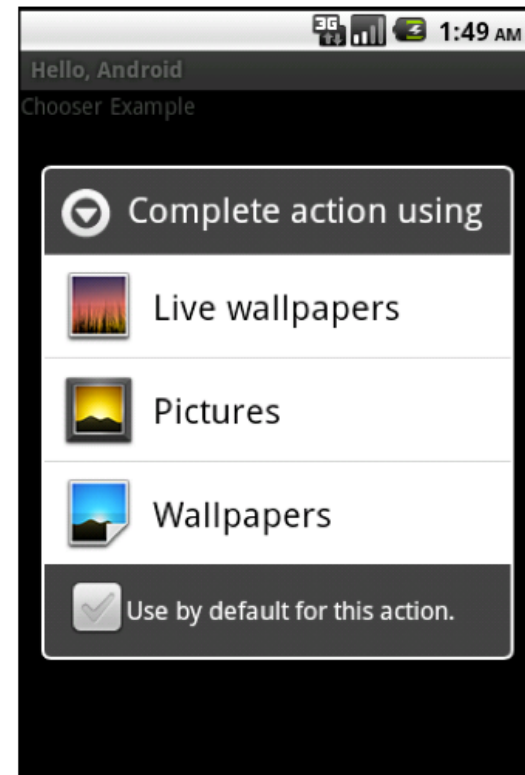 3G 1:49 AM
Hello, Android
Chooser Example
Complete action using
Live wallpapers
Pictures
Wallpapers
Use by default for this action.